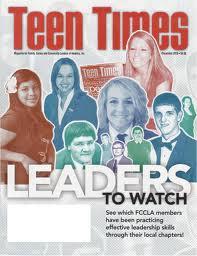 Teen Times
TEEN TIMES
LEADERS
TO WATCH
See which FCCLA members
have been practicing
effective leadership skills
through their local chapters!